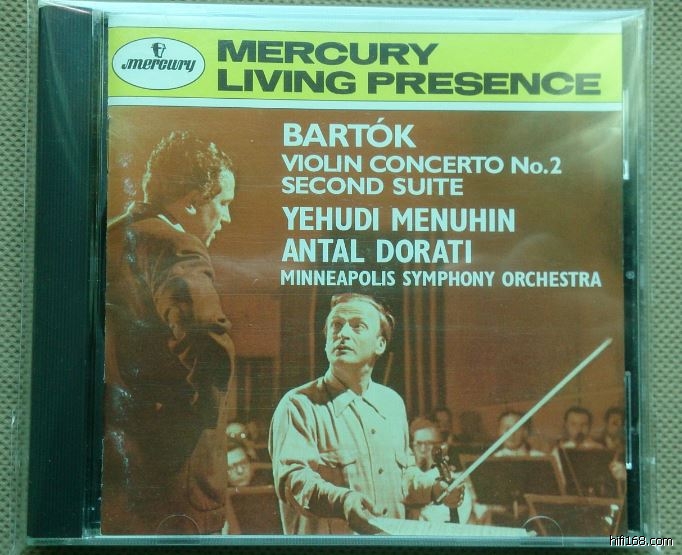 mercury
MERCURY
LIVING PRESENCE
BARTÓK
VIOLIN CONCERTO No.2
SECOND SUITE
YEHUDI MENUHIN
ANTAL DORATI
MINNEAPOLIS SYMPHONY ORCHESTRA
hifi168.com